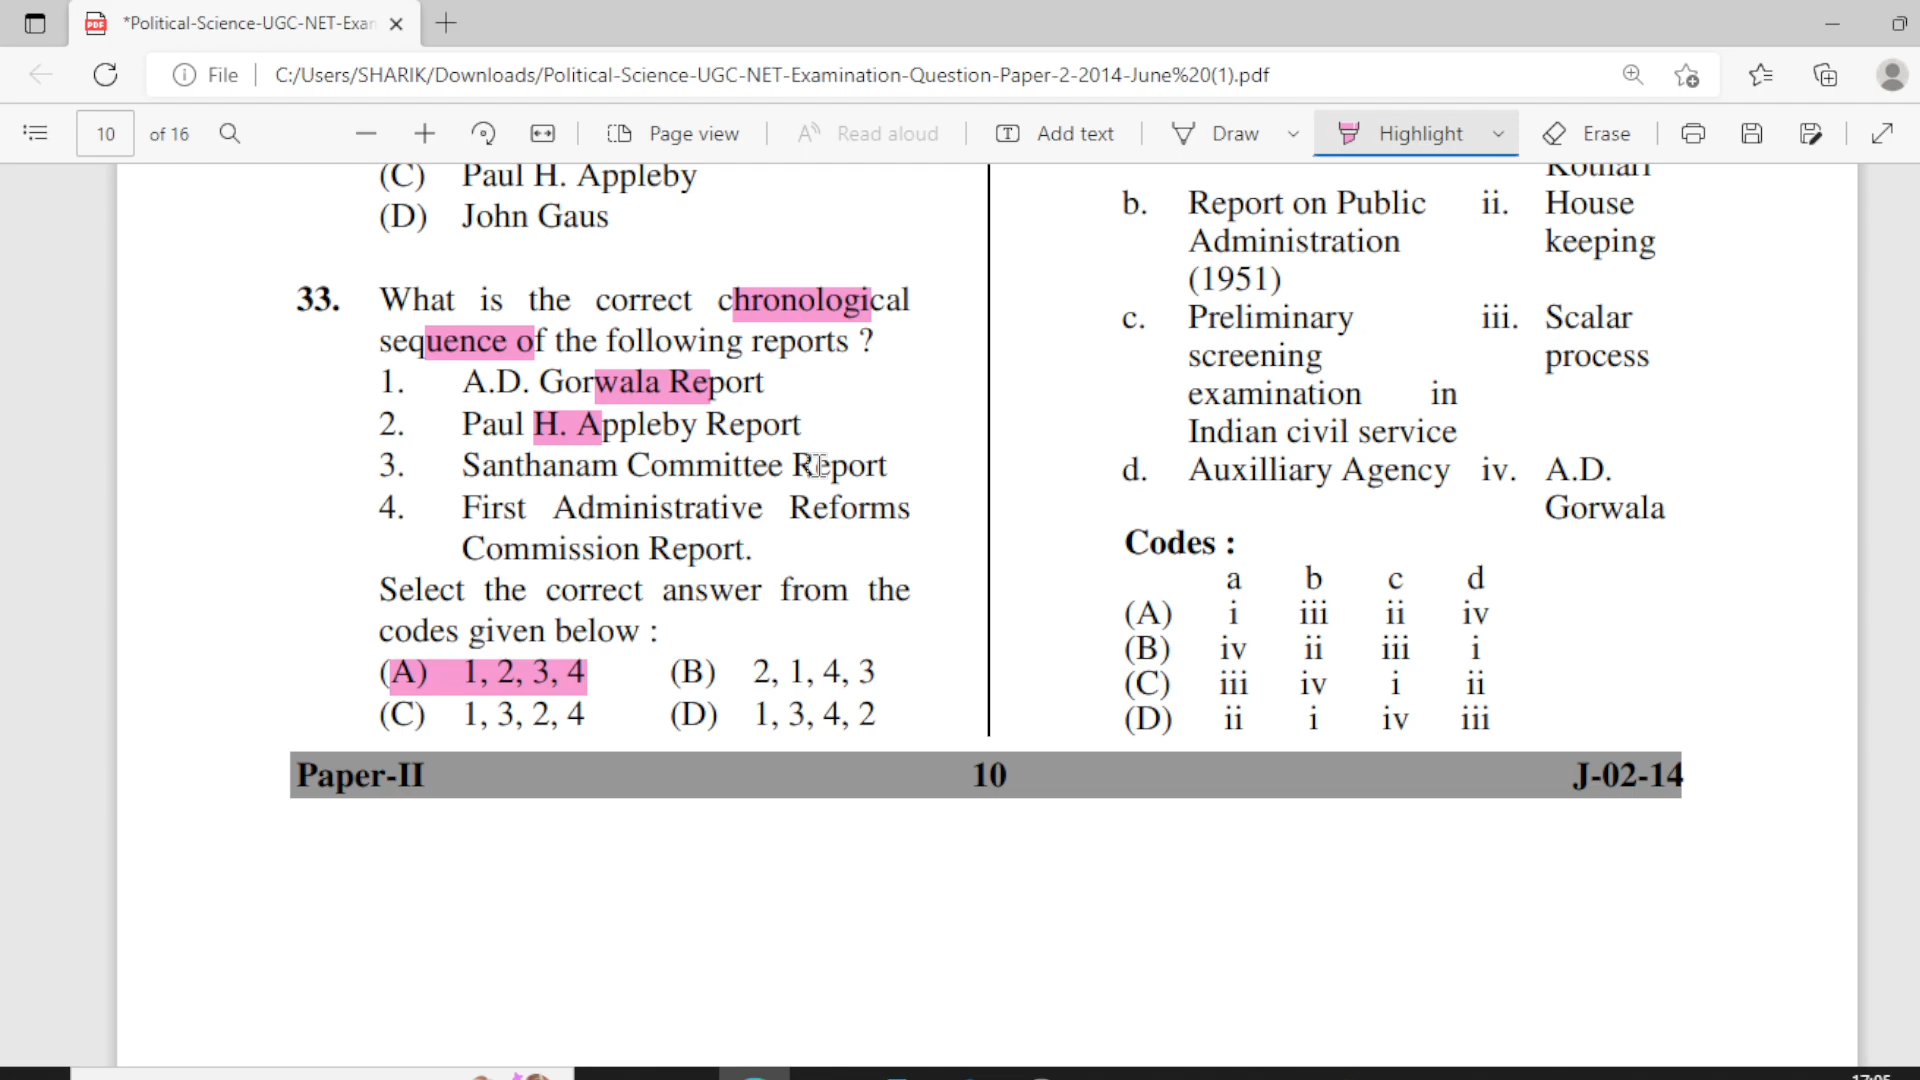 *Political-Science-UGC-NET-Exam
File C:/Users/SHARIK/Downloads/Political-Science-UGC-NET-Examination-Question-Paper-2-2014-June%20(1).pdf
10 of 16 Page view Read aloud Add text Draw Highlight Erase
(C) Paul H. Appleby
(D) John Gaus
33. What is the correct chronological
sequence of the following reports ?
1. A.D. Gorwala Report
2. Paul H. Appleby Report
3. Santhanam Committee Report
4. First Administrative Reforms
Commission Report.
Select the correct answer from the
codes given below :
(A) 1, 2, 3, 4 (B) 2, 1, 4, 3
(C) 1, 3, 2, 4 (D) 1, 3, 4, 2
Kothari
b. Report on Public ii. House
Administration keeping
(1951)
c. Preliminary iii. Scalar
screening process
examination in
Indian civil service
d. Auxilliary Agency iv. A.D.
Gorwala
Codes :
a b c d
(A) i iii ii iv
(B) iv ii iii i
(C) iii iv i ii
(D) ii i iv iii
Paper-II 10 J-02-14
17:05